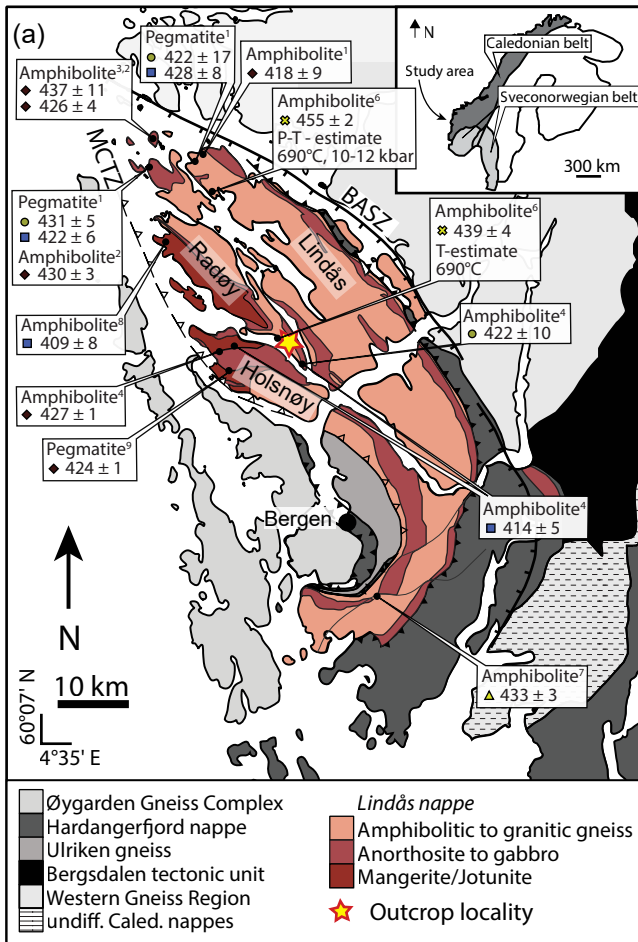 (a)
Pegmatite¹
422 ± 17
428 ± 8
Amphibolite¹
418 ± 9
Amphibolite³,²
437 ± 11
426 ± 4
Amphibolite⁶
455 ± 2
P-T - estimate
690°C, 10-12 kbar
N
Caledonian belt
Study area
Sveconorwegian belt
300 km
MCTZ
BASZ
Pegmatite¹
431 ± 5
422 ± 6
Amphibolite²
430 ± 3
Amphibolite⁶
439 ± 4
T-estimate
690°C
Lindås
Radøy
Amphibolite⁸
409 ± 8
Amphibolite⁴
422 ± 10
Amphibolite⁴
427 ± 1
Holsnøy
Pegmatite⁹
424 ± 1
Amphibolite⁴
414 ± 5
Bergen
N
10 km
60°07' N
4°35' E
Amphibolite⁷
433 ± 3
Øygarden Gneiss Complex
Hardangerfjord nappe
Ulriken gneiss
Bergsdalen tectonic unit
Western Gneiss Region
undiff. Caled. nappes
Lindås nappe
Amphibolitic to granitic gneiss
Anorthosite to gabbro
Mangerite/Jotunite
Outcrop locality